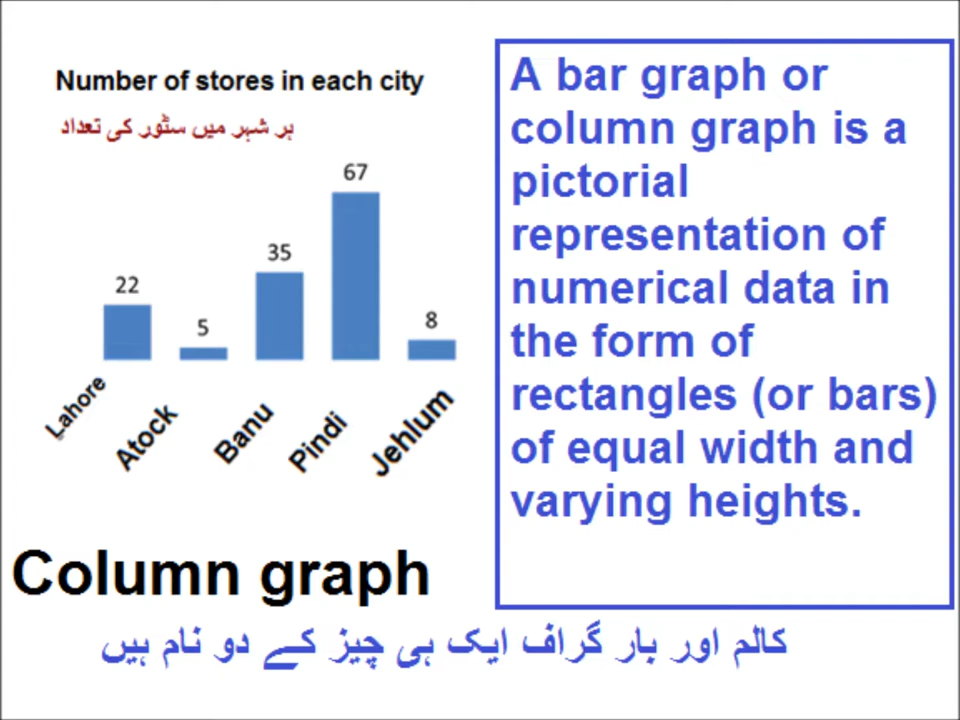 Number of stores in each city
ہر شہر میں سٹور کی تعداد
67
35
22
8
5
Lahore
Atock
Banu
Pindi
Jehlum
Column graph
A bar graph or
column graph is a
pictorial
representation of
numerical data in
the form of
rectangles (or bars)
of equal width and
varying heights.
کالم اور بار گراف ایک ہی چیز کے دو نام ہیں